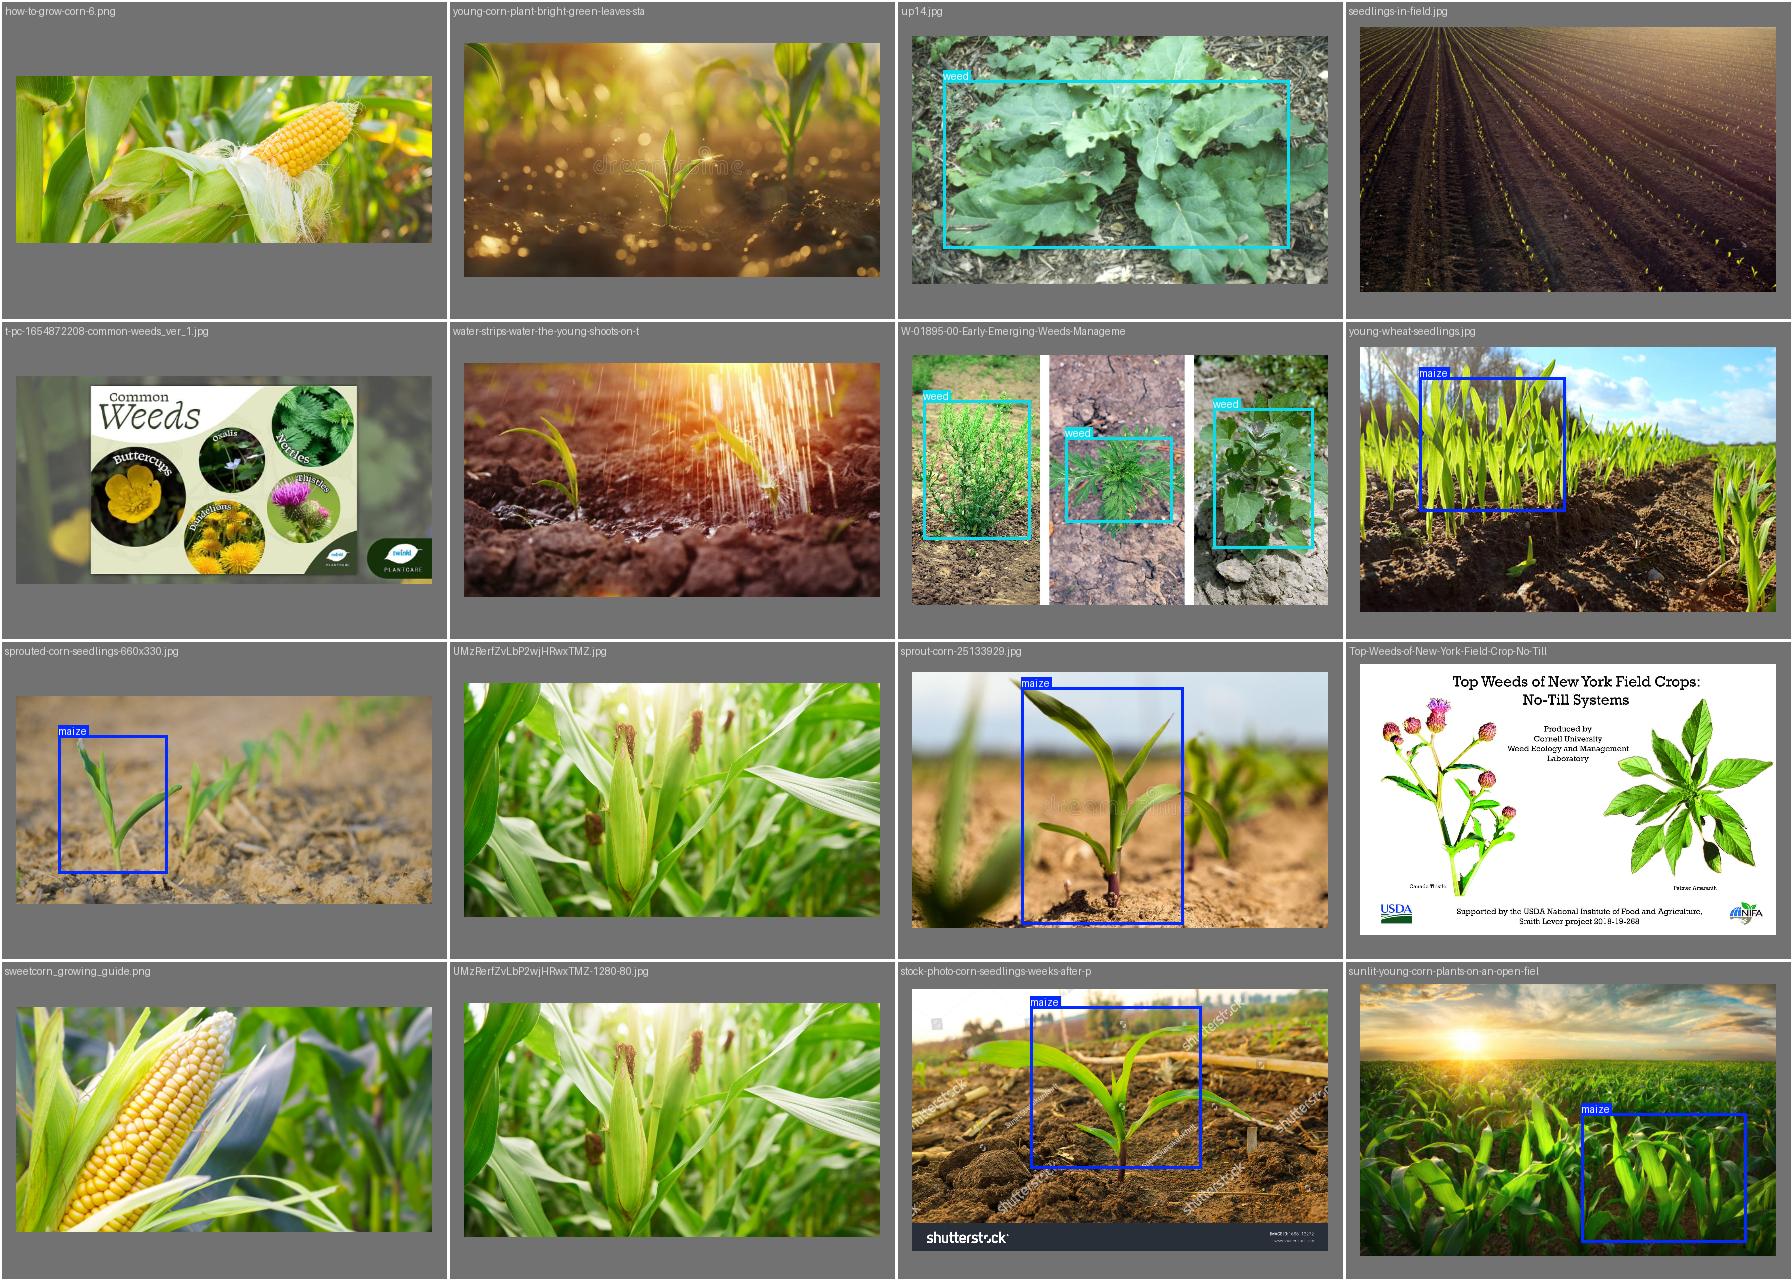 how-to-grow-corn-6.png
young-corn-plant-bright-green-leaves-sta
up14.jpg
seedlings-in-field.jpg
dreamstime
weed
t-pc-1654872208-common-weeds_ver_1.jpg
water-strips-water-the-young-shoots-on-t
W-01895-00-Early-Emerging-Weeds-Manageme
young-wheat-seedlings.jpg
Common
Weeds
Buttercups
Oxalis
Nettles
Thistles
Dandelions
twinkl
PLANTCARE
twinkl
PLANTCARE
weed
weed
weed
maize
sprouted-corn-seedlings-660x330.jpg
UMzRerfZvLbP2wjHRwxTMZ.jpg
sprout-corn-25133929.jpg
Top-Weeds-of-New-York-Field-Crop-No-Till
maize
maize
dreamstime
Top Weeds of New York Field Crops:
No-Till Systems
Produced by
Cornell University
Weed Ecology and Management
Laboratory
Canada Thistle
Palmer Amaranth
USDA
Supported by the USDA National Institute of Food and Agriculture,
Smith Lever project 2018-19-268
NIFA
sweetcorn_growing_guide.png
UMzRerfZvLbP2wjHRwxTMZ-1280-80.jpg
stock-photo-corn-seedlings-weeks-after-p
sunlit-young-corn-plants-on-an-open-fiel
maize
shutterstock
shutterstock
shutterstock
shutterstock
shutterstock
shutterstock
maize